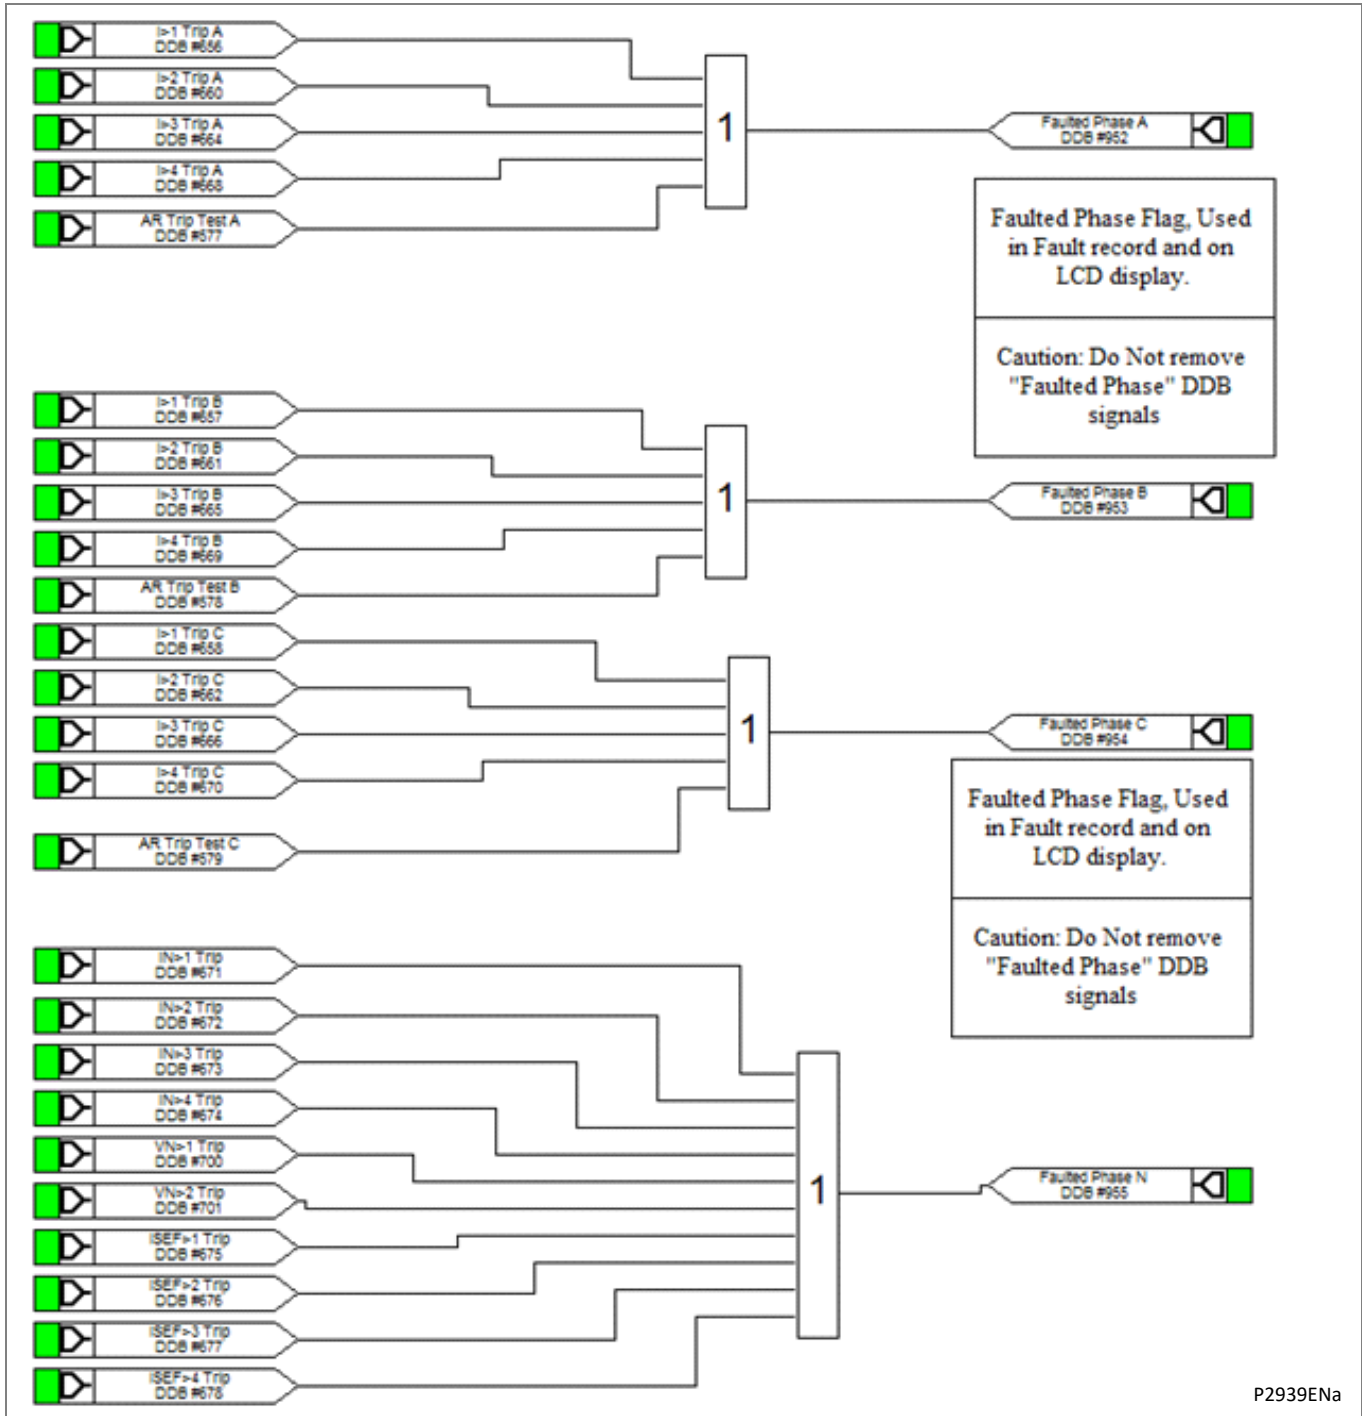 I>1 Trip A
DDB #656
I>2 Trip A
DDB #660
I>3 Trip A
DDB #664
I>4 Trip A
DDB #668
AR Trip Test A
DDB #577
1
Faulted Phase A
DDB #952
Faulted Phase Flag, Used
in Fault record and on
LCD display.
Caution: Do Not remove
"Faulted Phase" DDB
signals
I>1 Trip B
DDB #657
I>2 Trip B
DDB #661
I>3 Trip B
DDB #665
I>4 Trip B
DDB #669
AR Trip Test B
DDB #578
1
Faulted Phase B
DDB #953
I>1 Trip C
DDB #658
I>2 Trip C
DDB #662
I>3 Trip C
DDB #666
I>4 Trip C
DDB #670
AR Trip Test C
DDB #579
1
Faulted Phase C
DDB #954
Faulted Phase Flag, Used
in Fault record and on
LCD display.
Caution: Do Not remove
"Faulted Phase" DDB
signals
IN>1 Trip
DDB #671
IN>2 Trip
DDB #672
IN>3 Trip
DDB #673
IN>4 Trip
DDB #674
VN>1 Trip
DDB #700
VN>2 Trip
DDB #701
ISEF>1 Trip
DDB #675
ISEF>2 Trip
DDB #676
ISEF>3 Trip
DDB #677
ISEF>4 Trip
DDB #678
1
Faulted Phase N
DDB #955
P2939ENa